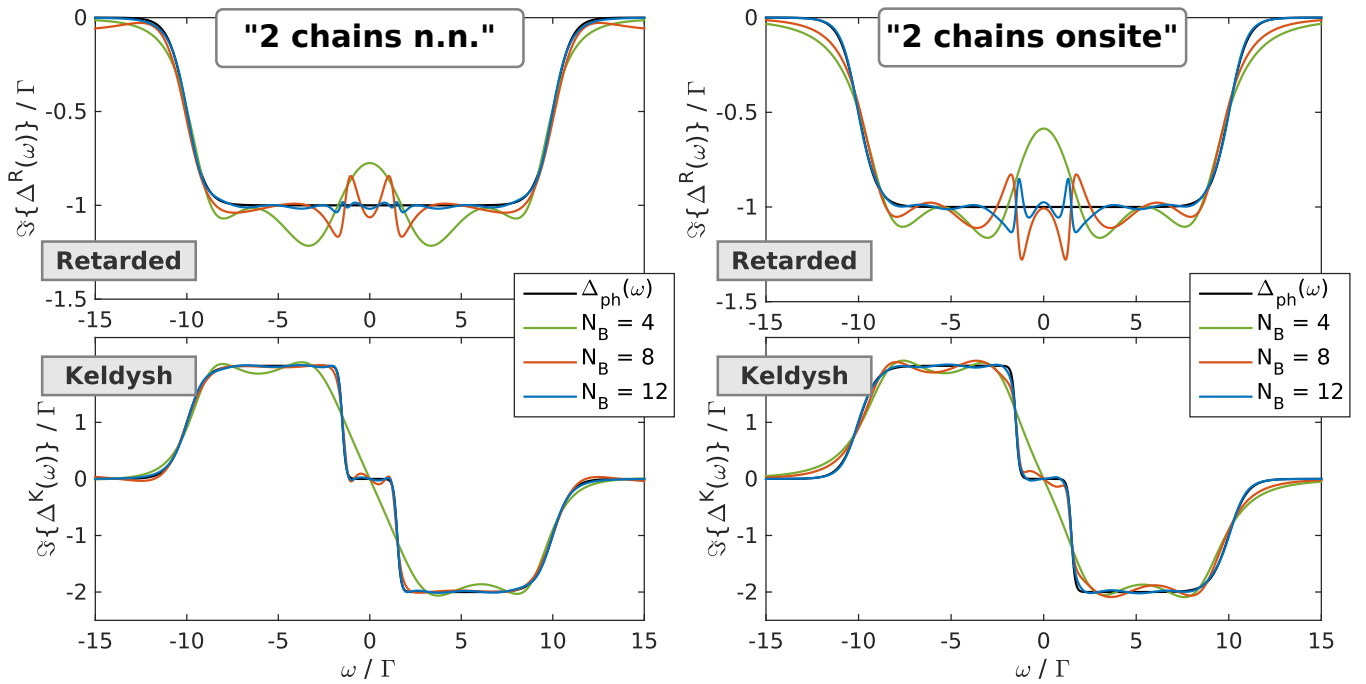 "2 chains n.n."
0
-0.5
-1
-1.5
ℑ{Δ^R(ω)} / Γ
Retarded
-15 -10 -5 0 5
Δ_ph(ω)
N_B = 4
N_B = 8
N_B = 12
Keldysh
1
0
-1
-2
ℑ{Δ^K(ω)} / Γ
-15 -10 -5 0 5 10 15
ω / Γ
"2 chains onsite"
0
-0.5
-1
-1.5
ℑ{Δ^R(ω)} / Γ
Retarded
-15 -10 -5 0 5
Δ_ph(ω)
N_B = 4
N_B = 8
N_B = 12
Keldysh
1
0
-1
-2
ℑ{Δ^K(ω)} / Γ
-15 -10 -5 0 5 10 15
ω / Γ